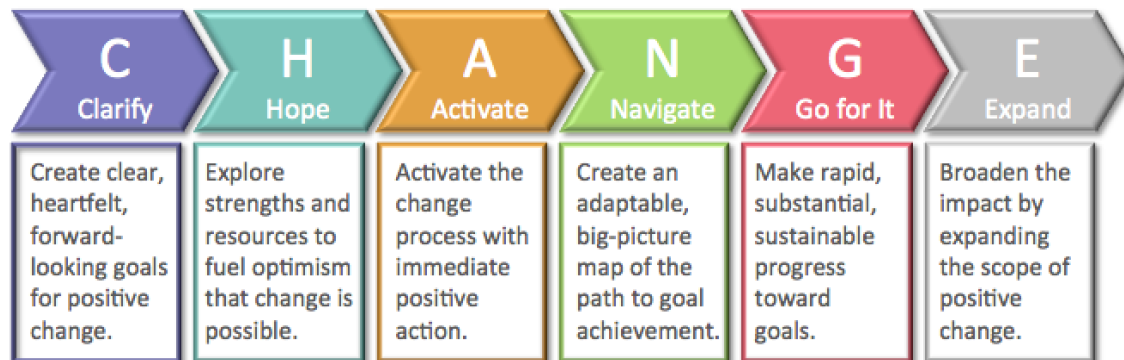 C
Clarify
H
Hope
A
Activate
N
Navigate
G
Go for It
E
Expand
Create clear,
heartfelt,
forward-
looking goals
for positive
change.
Explore
strengths and
resources to
fuel optimism
that change is
possible.
Activate the
change
process with
immediate
positive
action.
Create an
adaptable,
big-picture
map of the
path to goal
achievement.
Make rapid,
substantial,
sustainable
progress
toward
goals.
Broaden the
impact by
expanding
the scope of
positive
change.